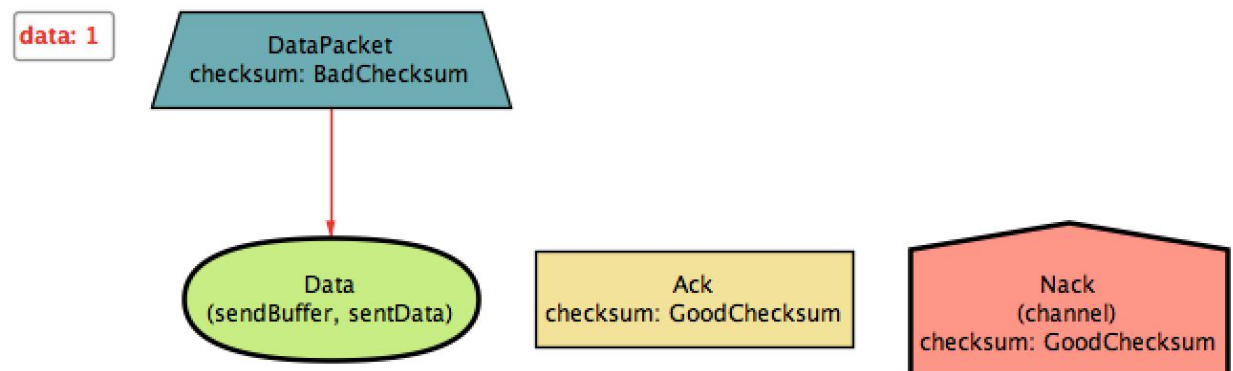 data: 1
DataPacket
checksum: BadChecksum
Data
(sendBuffer, sentData)
Ack
checksum: GoodChecksum
Nack
(channel)
checksum: GoodChecksum